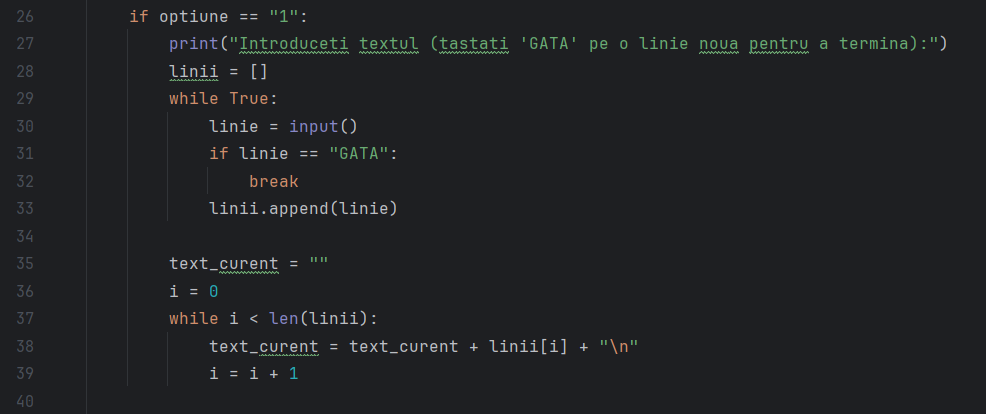 26 if optiune == "1":
27 print("Introduceti textul (tastati 'GATA' pe o linie noua pentru a termina):")
28 linii = []
29 while True:
30 linie = input()
31 if linie == "GATA":
32 break
33 linii.append(linie)
34
35 text_curent = ""
36 i = 0
37 while i < len(linii):
38 text_curent = text_curent + linii[i] + "\n"
39 i = i + 1
40